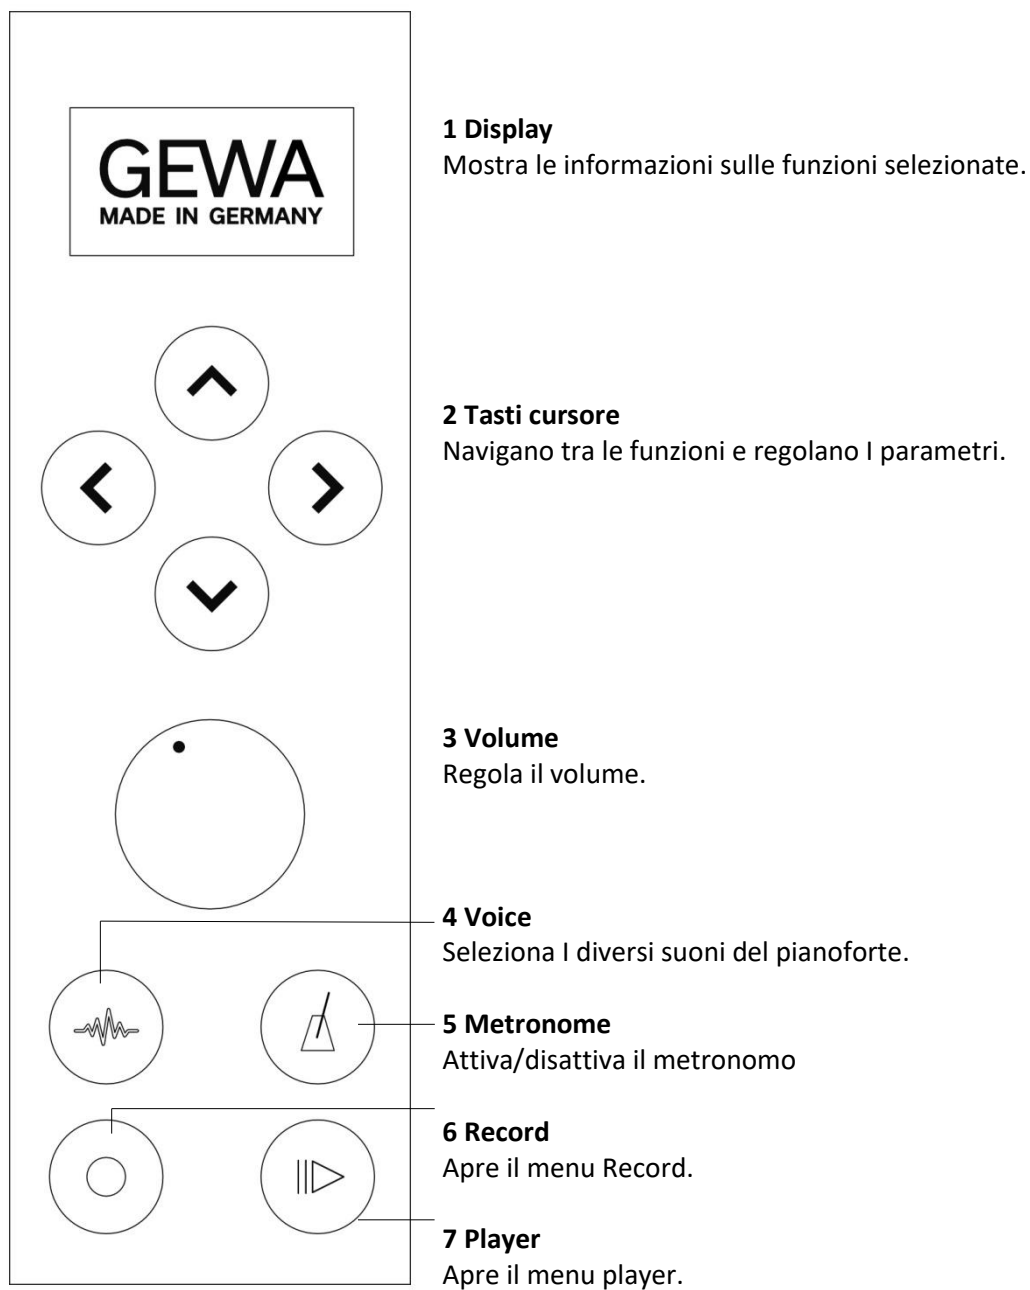 GEWA
MADE IN GERMANY
1 Display
Mostra le informazioni sulle funzioni selezionate.
2 Tasti cursore
Navigano tra le funzioni e regolano I parametri.
3 Volume
Regola il volume.
4 Voice
Seleziona I diversi suoni del pianoforte.
5 Metronome
Attiva/disattiva il metronomo
6 Record
Apre il menu Record.
7 Player
Apre il menu player.